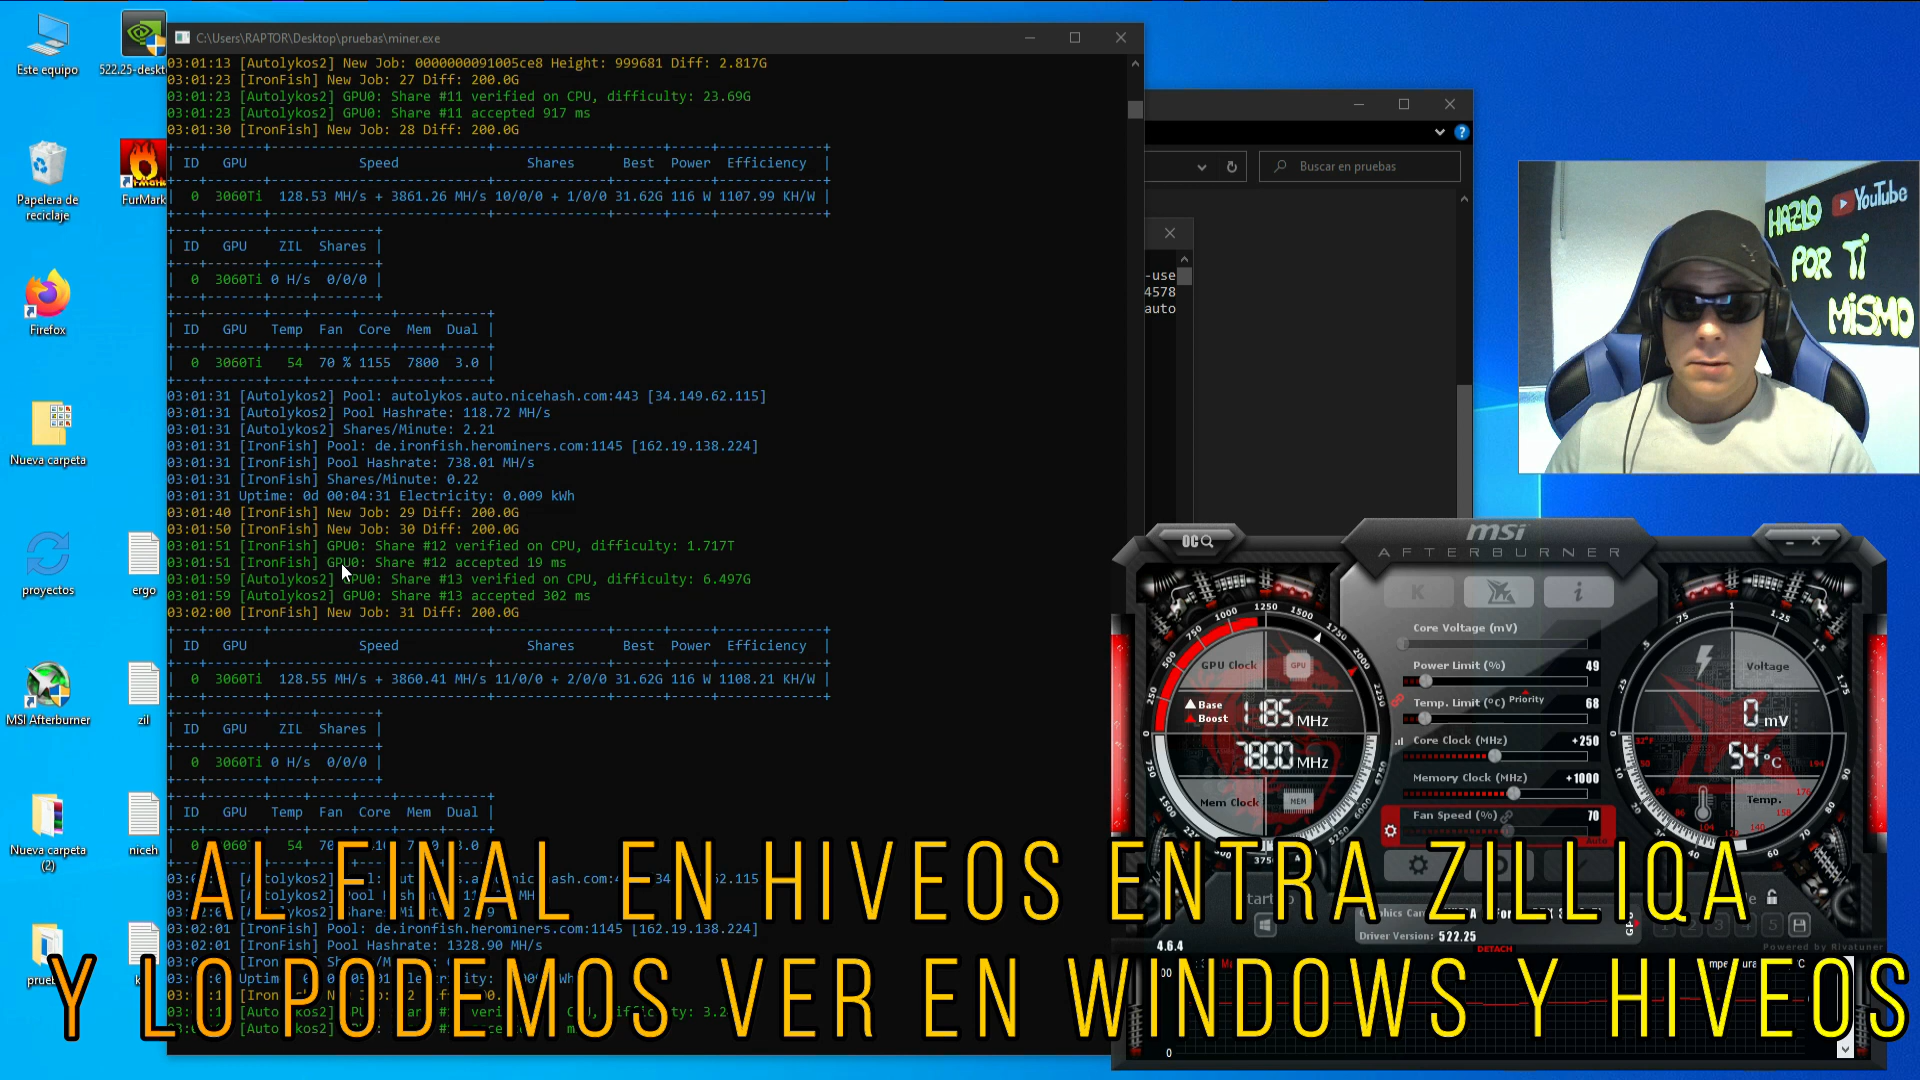 Este equipo
522.25-deskt
Papelera de
reciclaje
FurMark
Firefox
Nueva carpeta
proyectos
ergo
MSI Afterburner
zil
Nueva carpeta
(2)
niceh
C:\Users\RAPTOR\Desktop\pruebas\miner.exe
03:01:13 [Autolykos2] New Job: 0000000091005ce8 Height: 999681 Diff: 2.817G
03:01:23 [IronFish] New Job: 27 Diff: 200.0G
03:01:23 [Autolykos2] GPU0: Share #11 verified on CPU, difficulty: 23.69G
03:01:23 [Autolykos2] GPU0: Share #11 accepted 917 ms
03:01:30 [IronFish] New Job: 28 Diff: 200.0G
ID GPU Speed Shares Best Power Efficiency
0 3060Ti 128.53 MH/s + 3861.26 MH/s 10/0/0 + 1/0/0 31.62G 116 W 1107.99 KH/W
ID GPU ZIL Shares
0 3060Ti 0 H/s 0/0/0
ID GPU Temp Fan Core Mem Dual
0 3060Ti 54 70 % 1155 7800 3.0
03:01:31 [Autolykos2] Pool: autolykos.auto.nicehash.com:443 [34.149.62.115]
03:01:31 [Autolykos2] Pool Hashrate: 118.72 MH/s
03:01:31 [Autolykos2] Shares/Minute: 2.21
03:01:31 [IronFish] Pool: de.ironfish.herominers.com:1145 [162.19.138.224]
03:01:31 [IronFish] Pool Hashrate: 738.01 MH/s
03:01:31 [IronFish] Shares/Minute: 0.22
03:01:31 Uptime: 0d 00:04:31 Electricity: 0.009 kWh
03:01:40 [IronFish] New Job: 29 Diff: 200.0G
03:01:50 [IronFish] New Job: 30 Diff: 200.0G
03:01:51 [IronFish] GPU0: Share #12 verified on CPU, difficulty: 1.717T
03:01:51 [IronFish] GPU0: Share #12 accepted 19 ms
03:01:59 [Autolykos2] GPU0: Share #13 verified on CPU, difficulty: 6.497G
03:01:59 [Autolykos2] GPU0: Share #13 accepted 302 ms
03:02:00 [IronFish] New Job: 31 Diff: 200.0G
ID GPU Speed Shares Best Power Efficiency
0 3060Ti 128.55 MH/s + 3860.41 MH/s 11/0/0 + 2/0/0 31.62G 116 W 1108.21 KH/W
ID GPU ZIL Shares
0 3060Ti 0 H/s 0/0/0
ID GPU Temp Fan Core Mem Dual
03:02:01 [IronFish] Pool Hashrate: 1328.90 MH/s
Buscar en pruebas
-use
4578
auto
HAZLO
YouTube
POR TI
MISMO
OC
msi
AFTERBURNER
Core Voltage (mV)
Power Limit (%) 49
Temp. Limit (°C) Priority 68
Core Clock (MHz) +250
Memory Clock (MHz) +1000
Fan Speed (%) 70
GPU Clock
GPU
Base
Boost
1185 MHz
7800 MHz
Mem Clock
MEM
Voltage
0 mV
54 °C
Temp.
Driver Version: 522.25
DETACH
4.6.4
Powered by Rivatuner
AL FINAL EN HIVEOS ENTRA ZILLIQA
Y LO PODEMOS VER EN WINDOWS Y HIVEOS